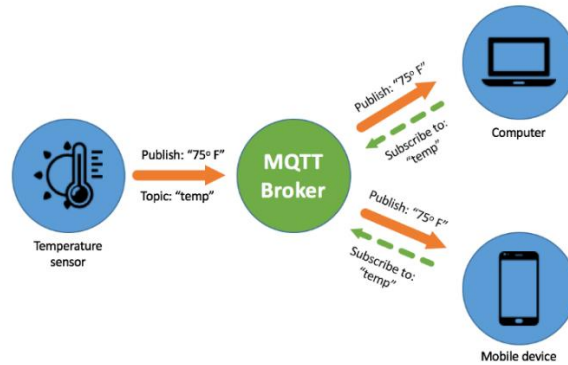 Publish: “75º F”
Topic: “temp”
Temperature
sensor
MQTT
Broker
Publish: “75º F”
Subscribe to:
“temp”
Computer
Publish: “75º F”
Subscribe to:
“temp”
Mobile device